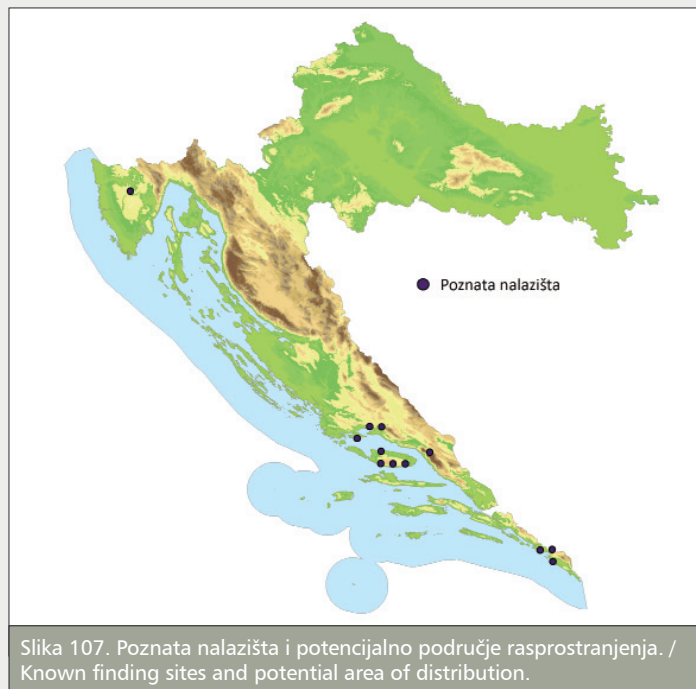 Poznata nalazišta
Slika 107. Poznata nalazišta i potencijalno područje rasprostranjenja. /
Known finding sites and potential area of distribution.